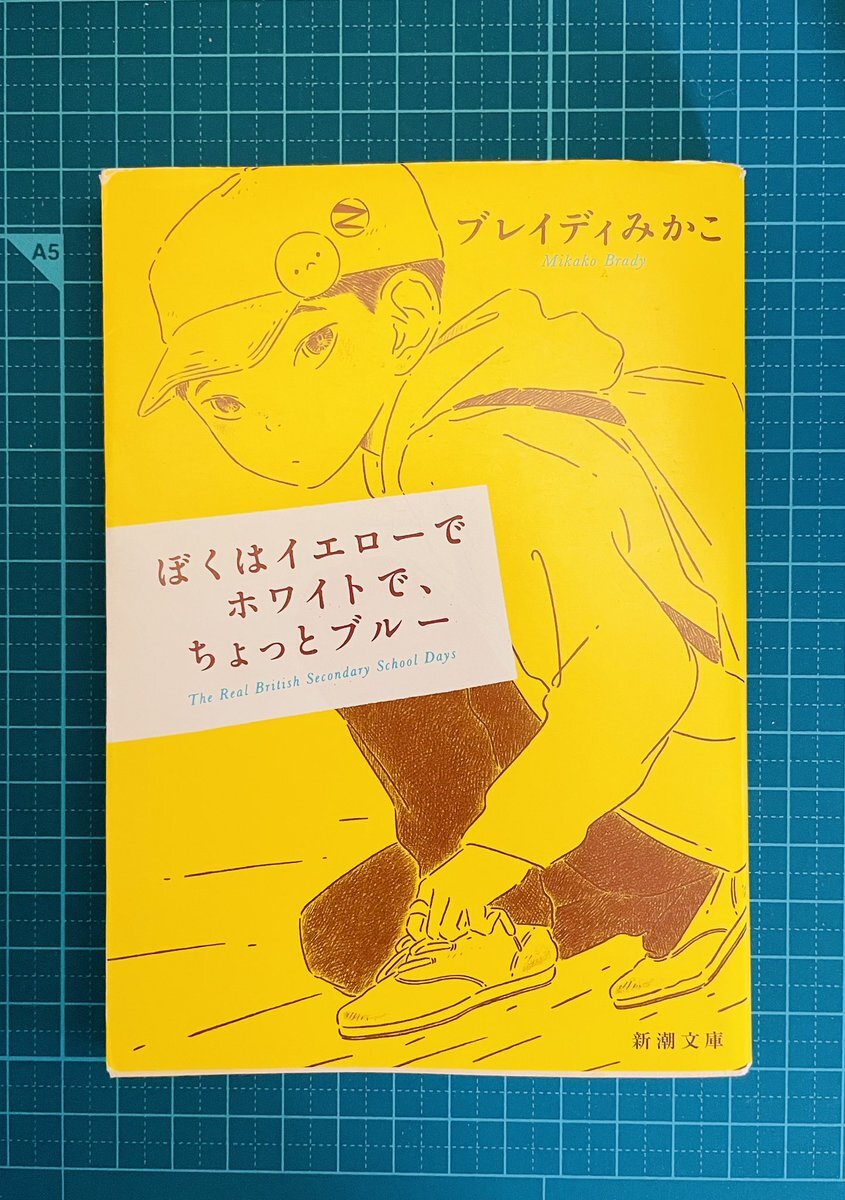 A5
ブレイディみかこ
Mikako Brady
ぼくはイエローで
ホワイトで、
ちょっとブルー
The Real British Secondary School Days
新潮文庫